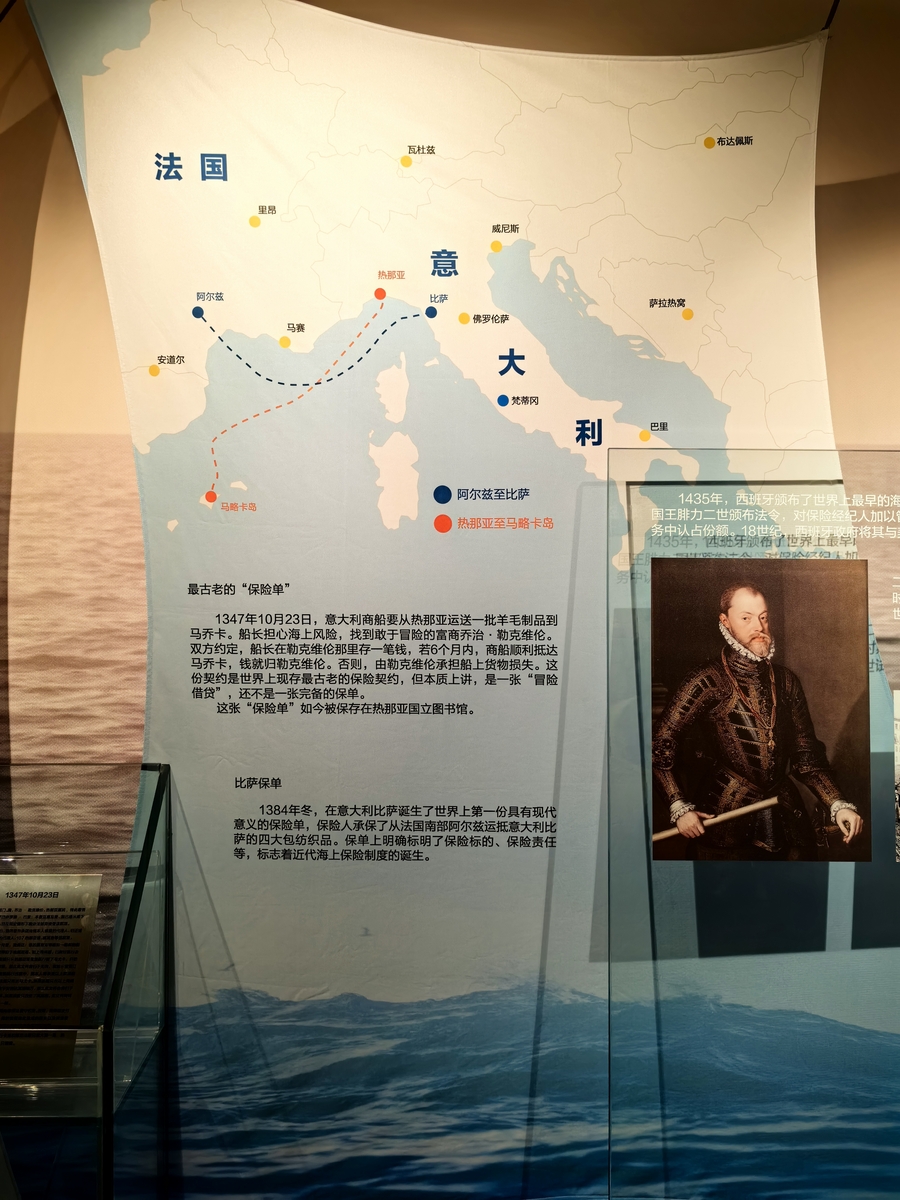 法国
瓦杜兹
布达佩斯
里昂
威尼斯
意
热那亚
阿尔兹
比萨
萨拉热窝
佛罗伦萨
马赛
安道尔
大
梵蒂冈
利
巴里
马略卡岛
阿尔兹至比萨
热那亚至马略卡岛
最古老的“保险单”
1347年10月23日，意大利商船要从热那亚运送一批羊毛制品到
马乔卡。船长担心海上风险，找到敢于冒险的富商乔治·勒克维伦。
双方约定，船长在勒克维伦那里存一笔钱，若6个月内，商船顺利抵达
马乔卡，钱就归勒克维伦。否则，由勒克维伦承担船上货物损失。这
份契约是世界上现存最古老的保险契约，但本质上讲，是一张“冒险
借贷”，还不是一张完备的保单。
这张“保险单”如今被保存在热那亚国立图书馆。
比萨保单
1384年冬，在意大利比萨诞生了世界上第一份具有现代
意义的保险单，保险人承保了从法国南部阿尔兹运抵意大利比
萨的四大包纺织品。保单上明确标明了保险标的、保险责任
等，标志着近代海上保险制度的诞生。
1435年，西班牙颁布了世界上最早的海
国王腓力二世颁布法令，对保险经纪人加以
务中认占份额。18世纪，西班牙政府将其与
1347年10月23日